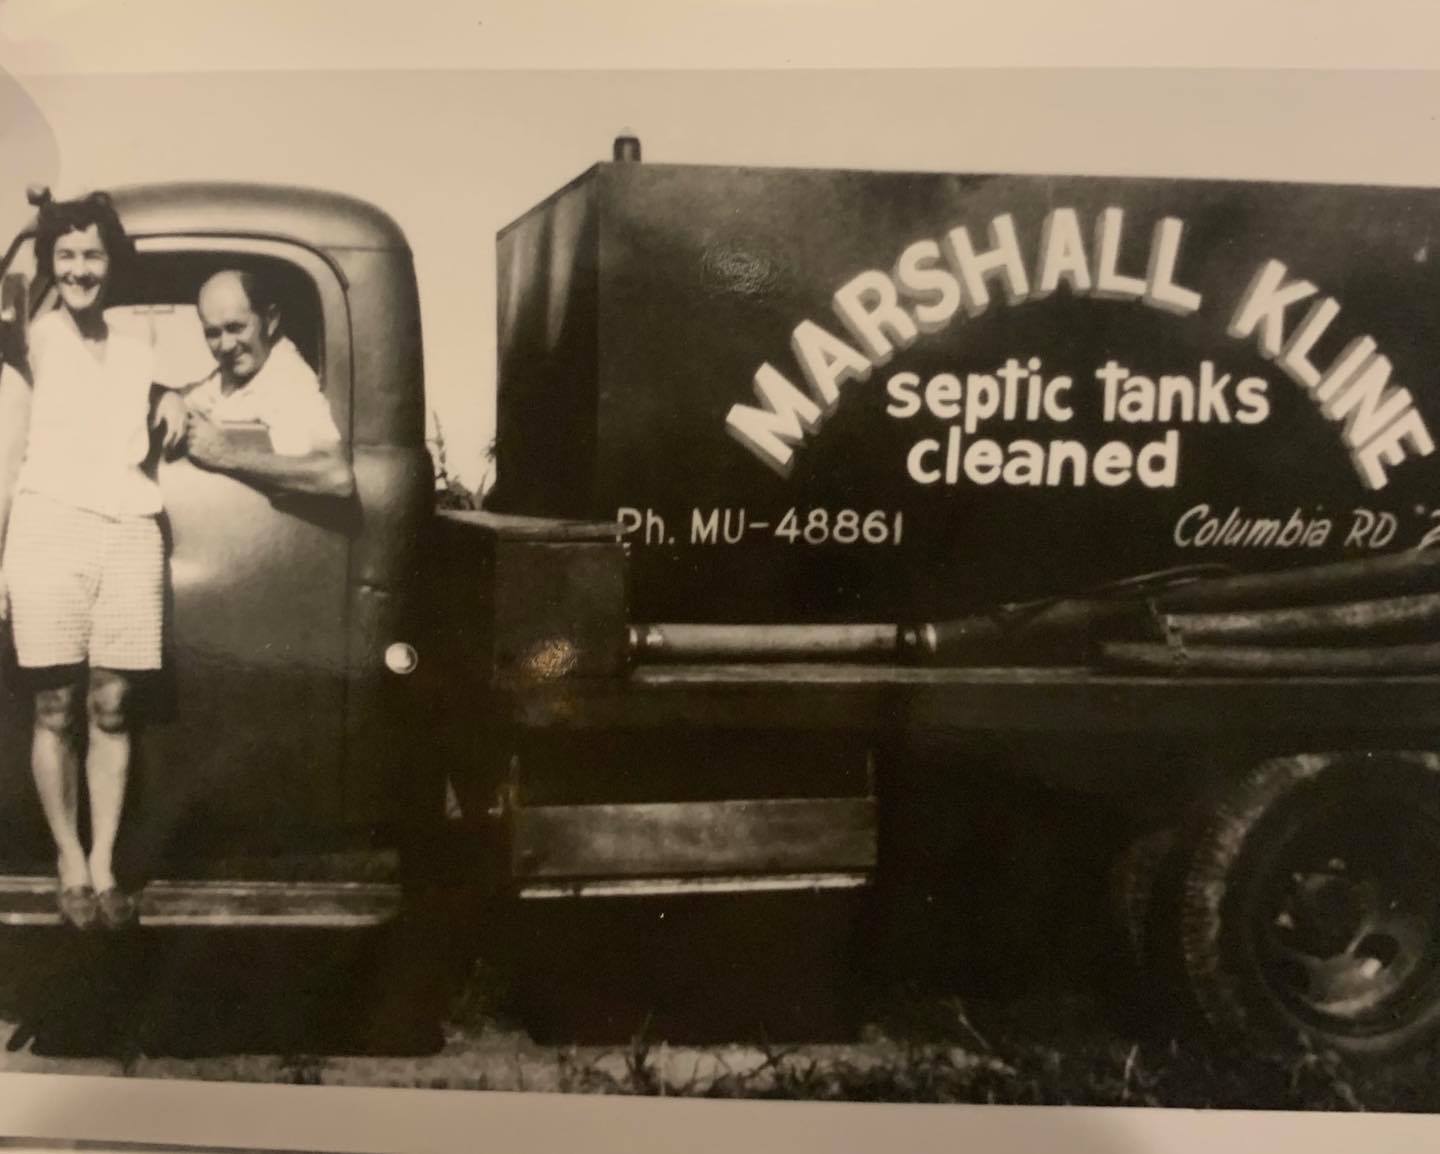 MARSHALL KLINE
septic tanks
cleaned
Ph. MU-48861
Columbia RD